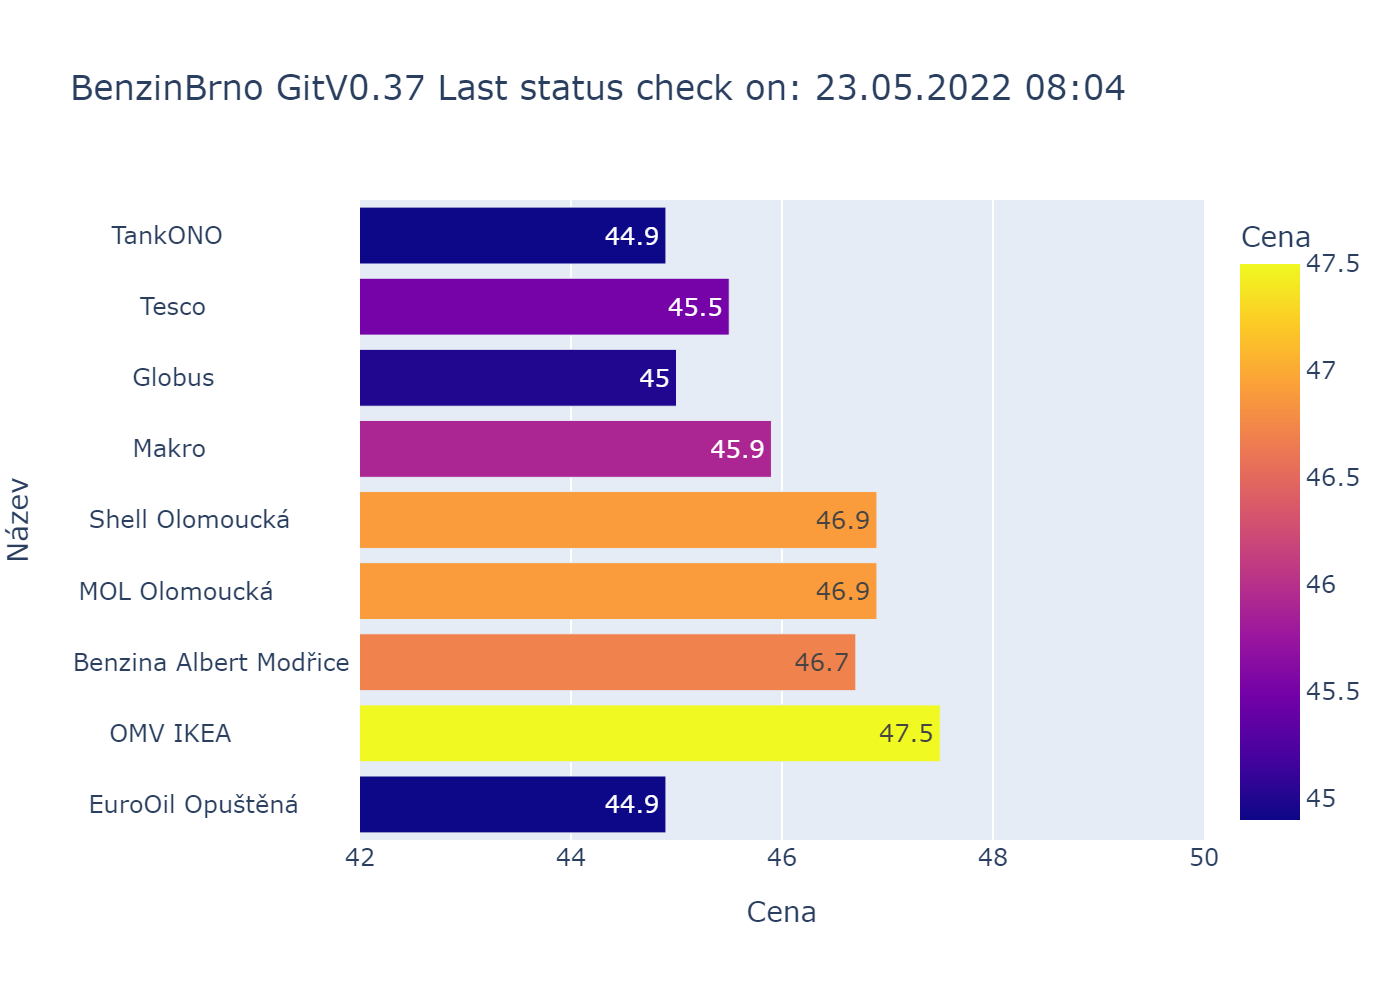 BenzinBrno GitV0.37 Last status check on: 23.05.2022 08:04
Název
TankONO
44.9
Tesco
45.5
Globus
45
Makro
45.9
Shell Olomoucká
46.9
MOL Olomoucká
46.9
Benzina Albert Modřice
46.7
OMV IKEA
47.5
EuroOil Opuštěná
44.9
42 44 46 48 50
Cena
Cena
47.5
47
46.5
46
45.5
45